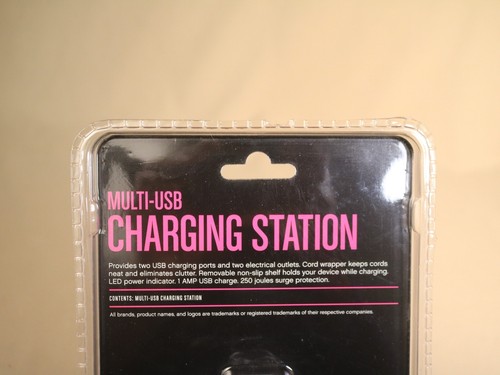 MULTI-USB
CHARGING STATION
Provides two USB charging ports and two electrical outlets. Cord wrapper keeps cords
neat and eliminates clutter. Removable non-slip shelf holds your device while charging.
LED power indicator. 1 AMP USB charge. 250 joules surge protection.
CONTENTS: MULTI-USB CHARGING STATION
All brands, product names, and logos are trademarks or registered trademarks of their respective companies.